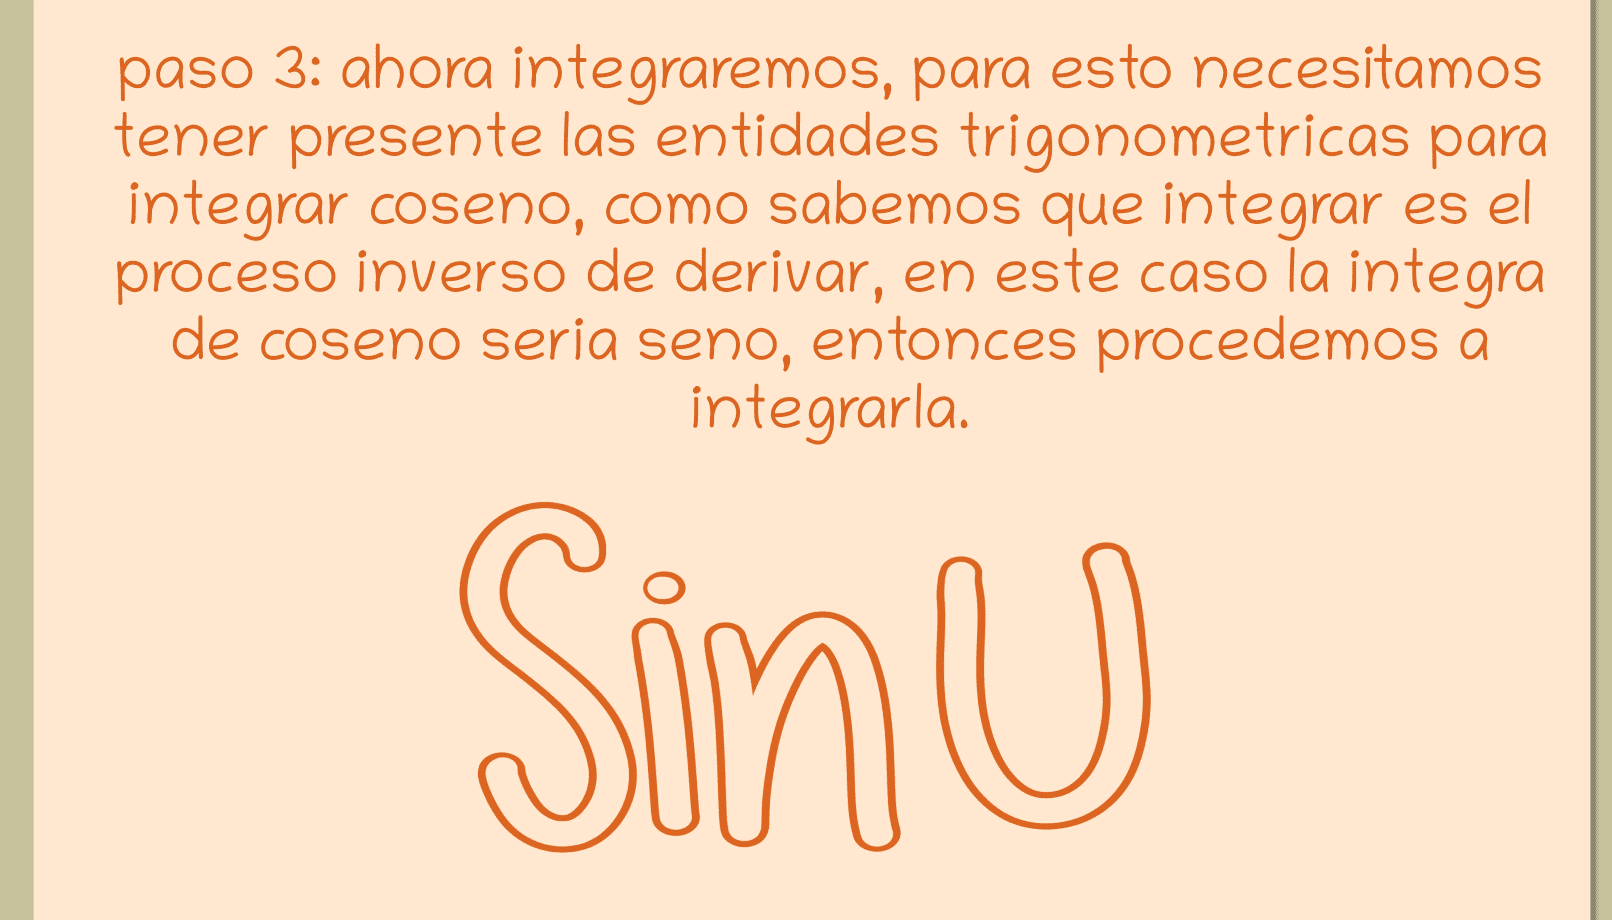 paso 3: ahora integraremos, para esto necesitamos
tener presente las entidades trigonometricas para
integrar coseno, como sabemos que integrar es el
proceso inverso de derivar, en este caso la integra
de coseno seria seno, entonces procedemos a
integrarla.
Sin U